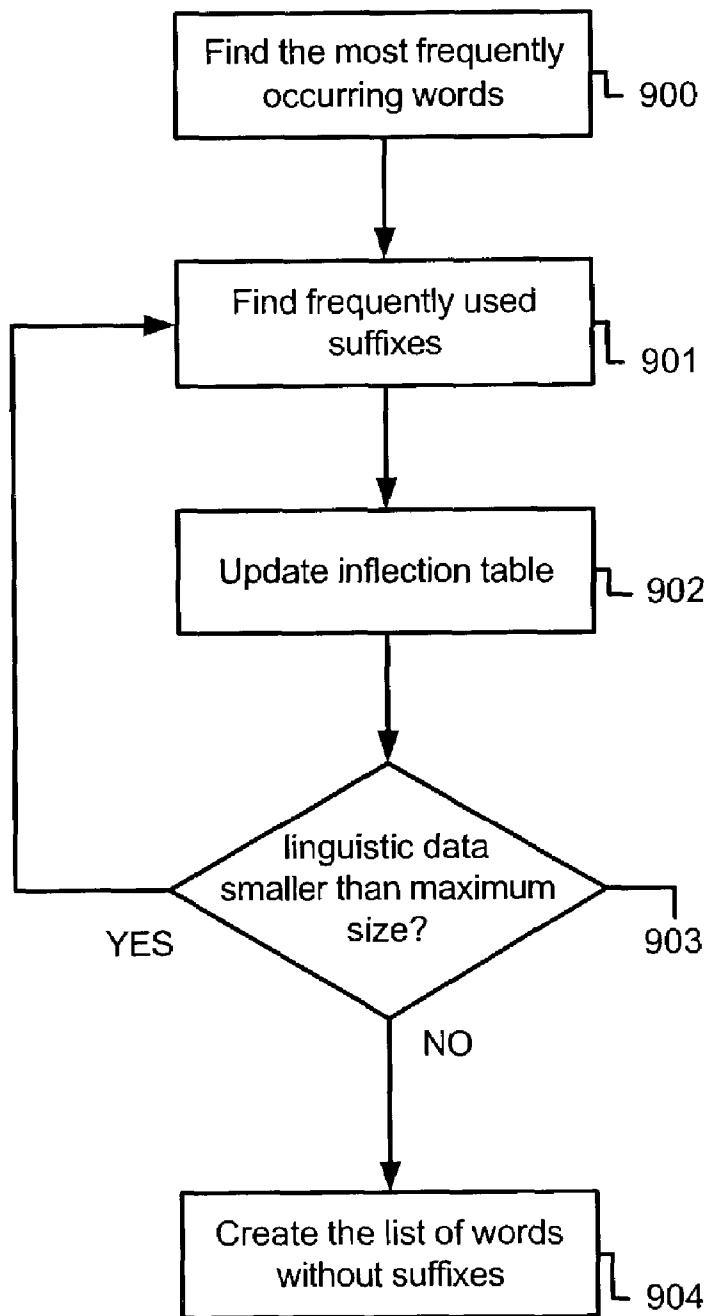 Find the most frequently
occurring words
900
Find frequently used
suffixes
901
Update inflection table
902
linguistic data
smaller than maximum
size?
903
YES
NO
Create the list of words
without suffixes
904